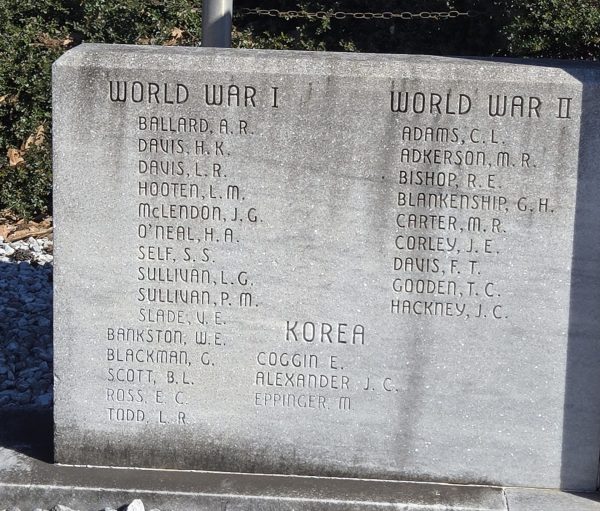 WORLD WAR I
BALLARD, A. R.
DAVIS, H. K.
DAVIS, L. R.
HOOTEN, L. M.
McLENDON, J. G.
O'NEAL, H. A.
SELF, S. S.
SULLIVAN, L. G.
SULLIVAN, P. M.
SLADE, V. E.
BANKSTON, W. E.
BLACKMAN, G.
SCOTT, B. L.
ROSS, E. C.
TODD, L. R.
WORLD WAR II
ADAMS, C. L.
ADKERSON, M. R.
BISHOP, R. E.
BLANKENSHIP, G. H.
CARTER, M. R.
CORLEY, J. E.
DAVIS, F. T.
GOODEN, T. C.
HACKNEY, J. C.
KOREA
COGGIN E.
ALEXANDER J. C.
EPPINGER M.